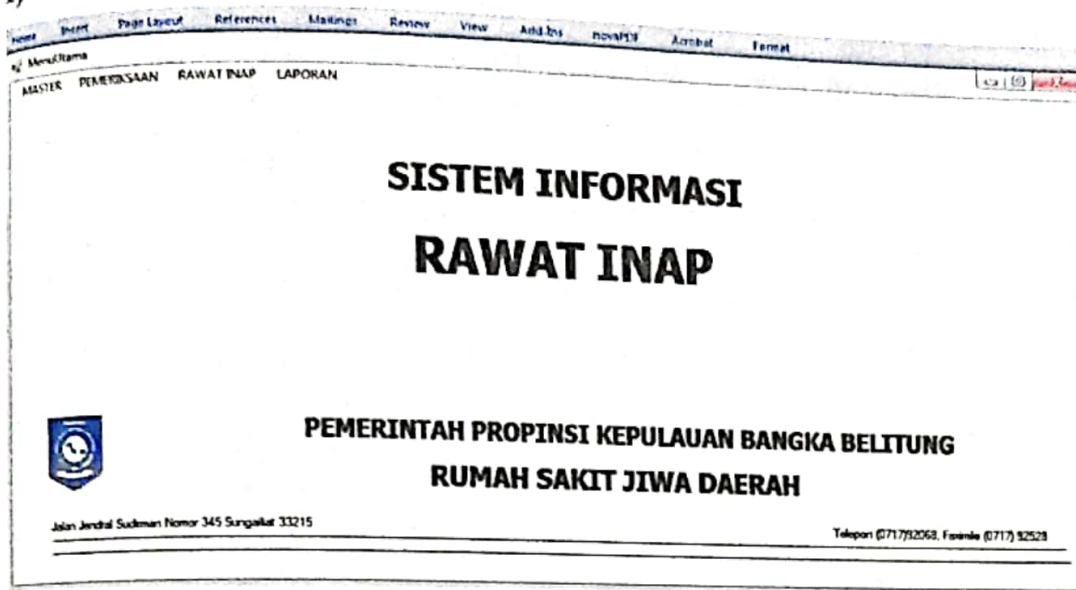 Home Insert Page Layout References Mailings Review View Add-Ins novaPDF Acrobat Format
MenuUtama
MASTER PEMERIKSAAN RAWAT INAP LAPORAN
SISTEM INFORMASI
RAWAT INAP
PEMERINTAH PROPINSI KEPULAUAN BANGKA BELITUNG
RUMAH SAKIT JIWA DAERAH
Jalan Jendral Sudirman Nomor 345 Sungailiat 33215
Telepon (0717)92068, Faximile (0717) 92528